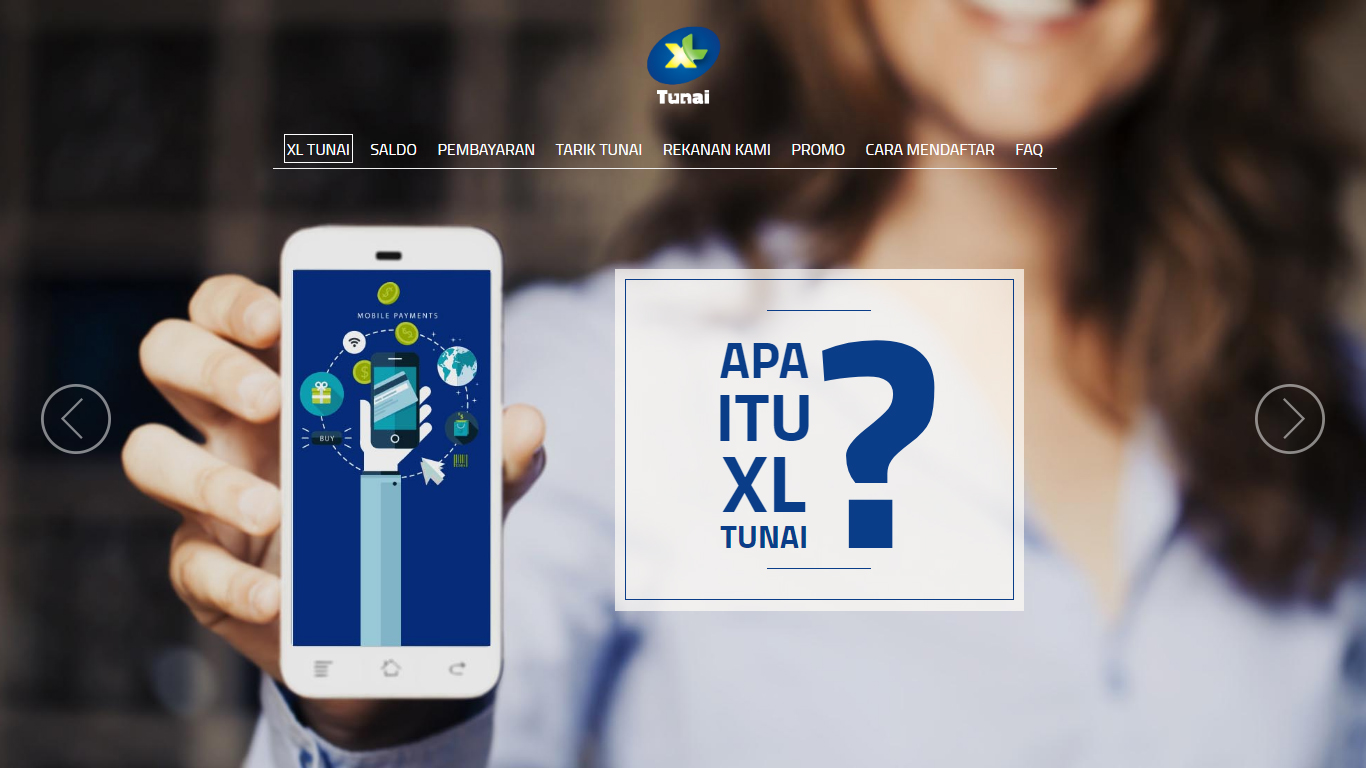 XL
Tunai
XL TUNAI SALDO PEMBAYARAN TARIK TUNAI REKANAN KAMI PROMO CARA MENDAFTAR FAQ
MOBILE PAYMENTS
BUY
APA
ITU
XL
TUNAI
?